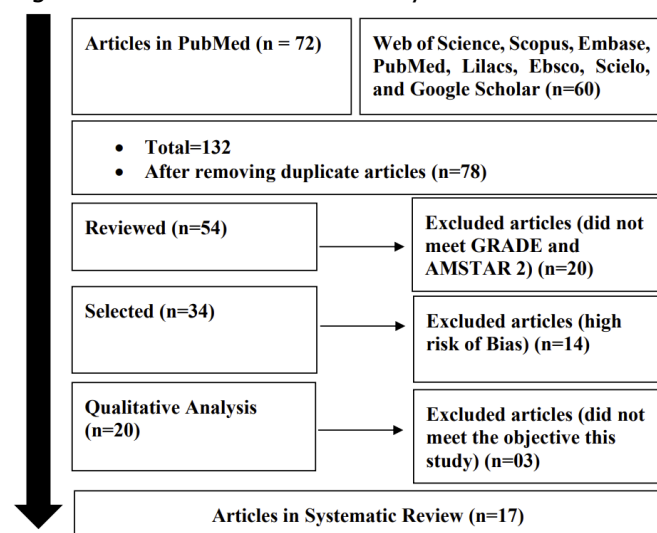 Articles in PubMed (n = 72)
Web of Science, Scopus, Embase,
PubMed, Lilacs, Ebsco, Scielo,
and Google Scholar (n=60)
• Total=132
• After removing duplicate articles (n=78)
Reviewed (n=54)
Excluded articles (did not
meet GRADE and
AMSTAR 2) (n=20)
Selected (n=34)
Excluded articles (high
risk of Bias) (n=14)
Qualitative Analysis
(n=20)
Excluded articles (did not
meet the objective this
study) (n=03)
Articles in Systematic Review (n=17)